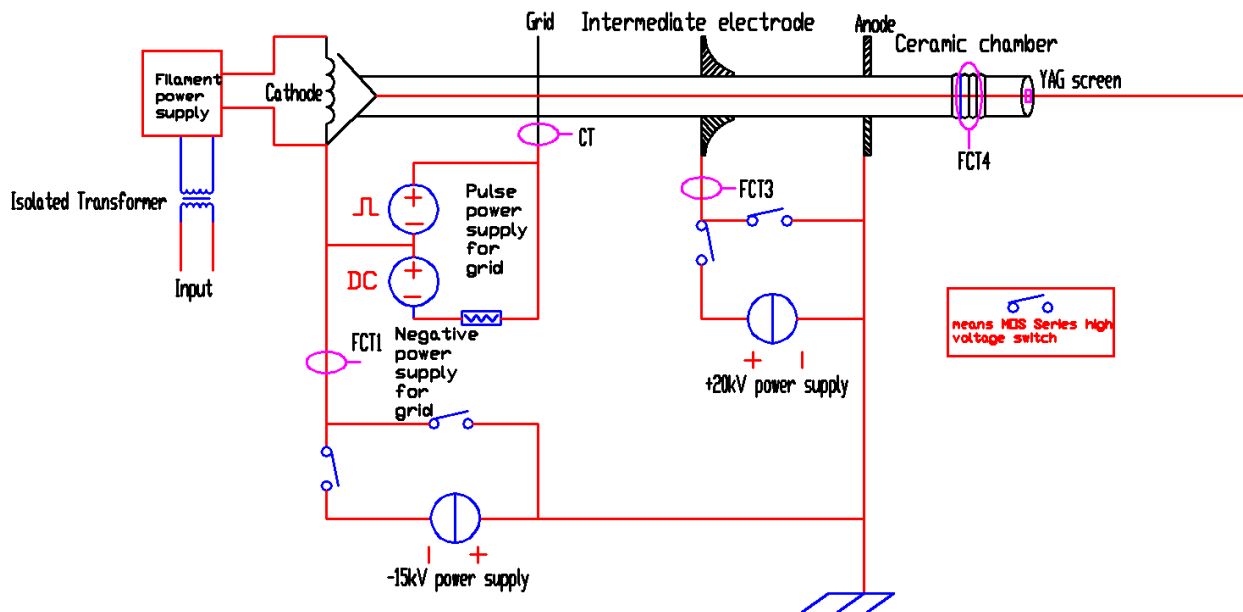 Grid
Intermediate electrode
Anode
Ceramic chamber
Filament
power
supply
Cathode
YAG screen
CT
FCT4
FCT3
Isolated Transformer
Pulse
power
supply
for
grid
+
−
DC
+
−
Input
FCT1
Negative
power
supply
for
grid
means MOS Series high
voltage switch
+ −
+20kV power supply
− +
-15kV power supply